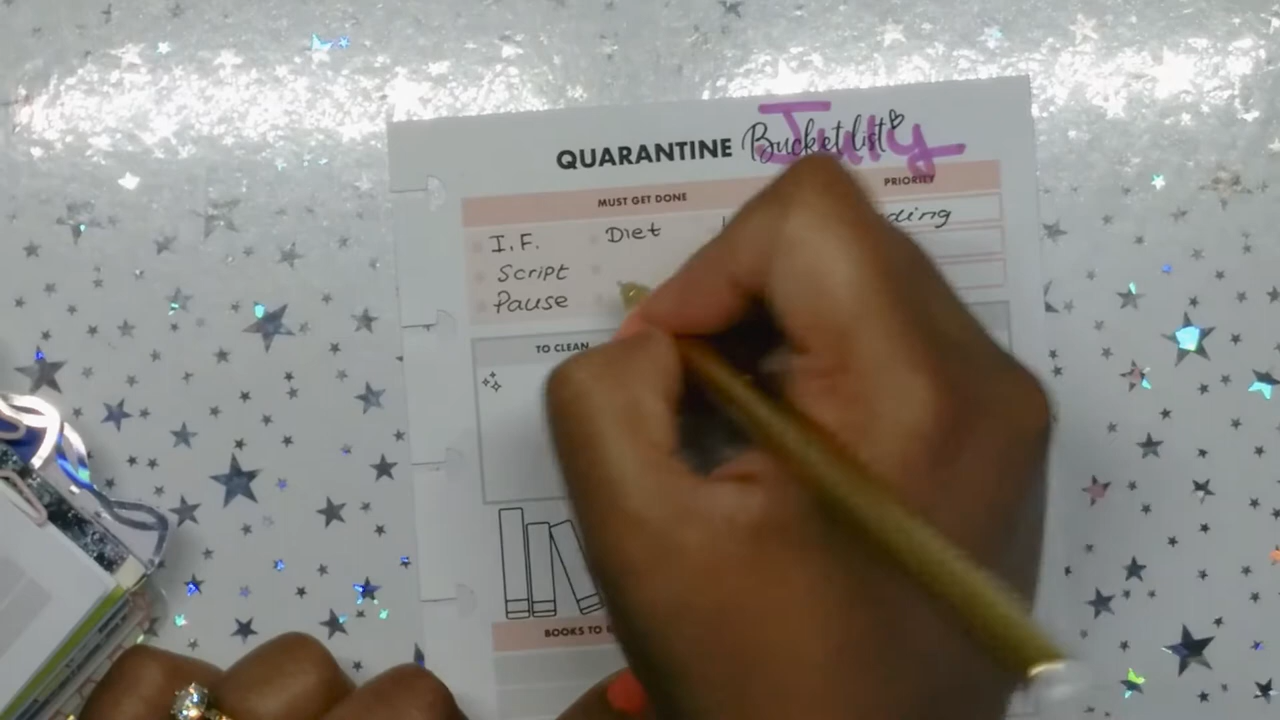 July
QUARANTINE Bucket list
MUST GET DONE
PRIORITY
I.F. Diet
Script
Pause
TO CLEAN
BOOKS TO